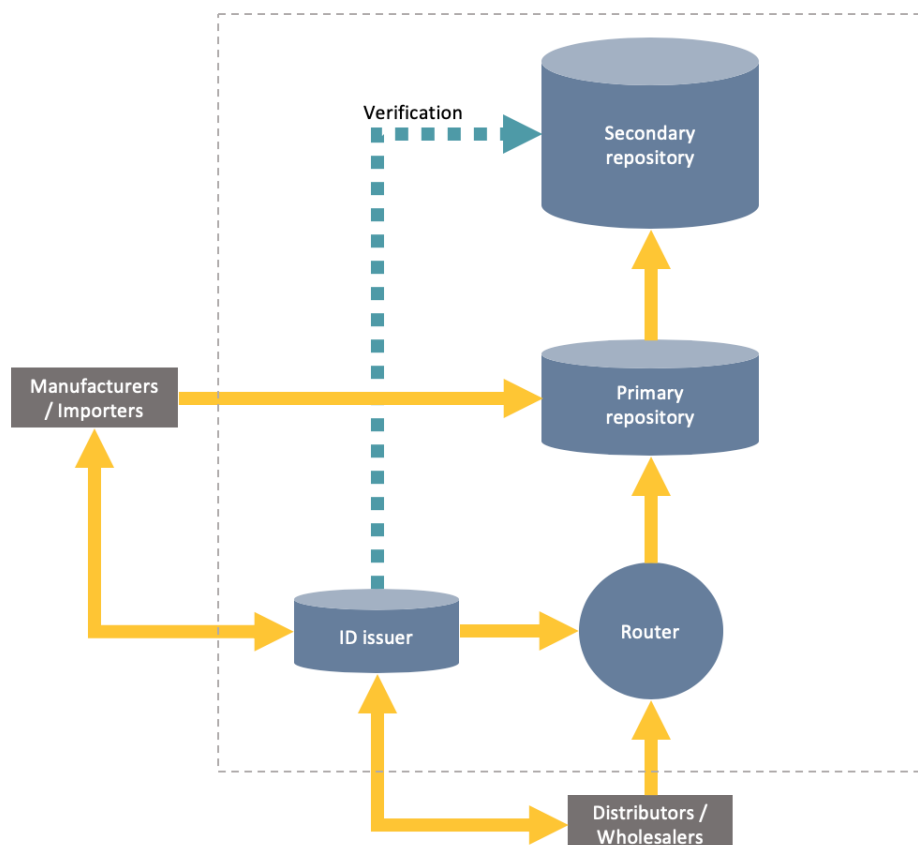 Verification
Secondary
repository
Manufacturers
/ Importers
Primary
repository
ID issuer
Router
Distributors /
Wholesalers